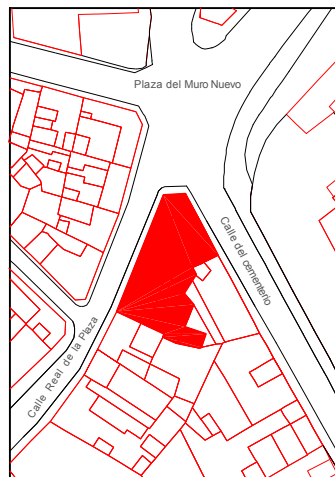 Plaza del Muro Nuevo
Calle del cementerio
Calle Real de la Plaza